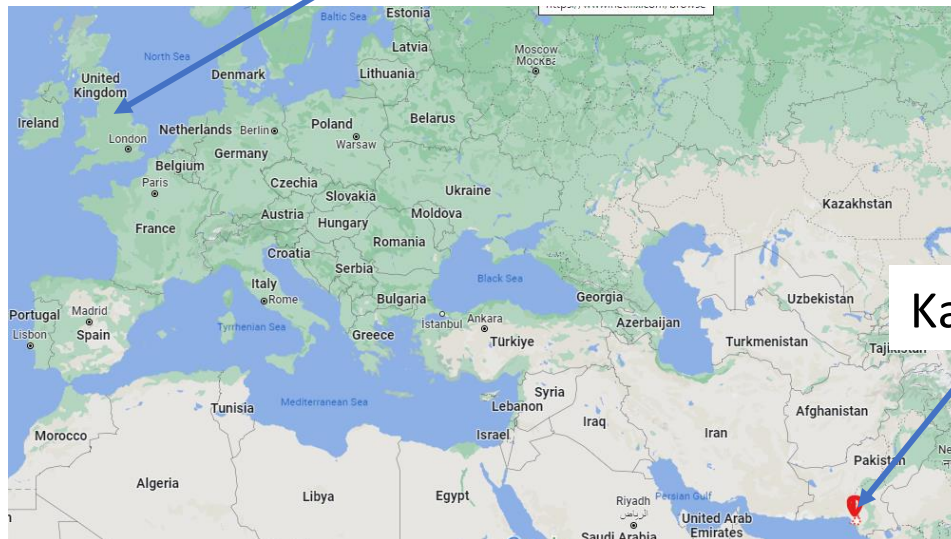 Baltic Sea
Estonia
North Sea
Latvia
Moscow
Москва
Denmark
Lithuania
United
Kingdom
Ireland
Belarus
Poland
Netherlands
Berlin
London
Warsaw
Germany
Belgium
Paris
Czechia
Ukraine
Slovakia
Kazakhstan
Austria
Moldova
Hungary
France
Romania
Croatia
Serbia
Italy
Black Sea
Bulgaria
Georgia
Uzbekistan
Rome
Portugal
Madrid
Istanbul
Ankara
Azerbaijan
Ka
Lisbon
Spain
Tyrrhenian Sea
Greece
Türkiye
Turkmenistan
Syria
Tunisia
Mediterranean Sea
Lebanon
Afghanistan
Iraq
Iran
Morocco
Israel
Pakistan
Algeria
Libya
Egypt
Riyadh
الرياض
Persian Gulf
United Arab
Emirates
Saudi Arabia